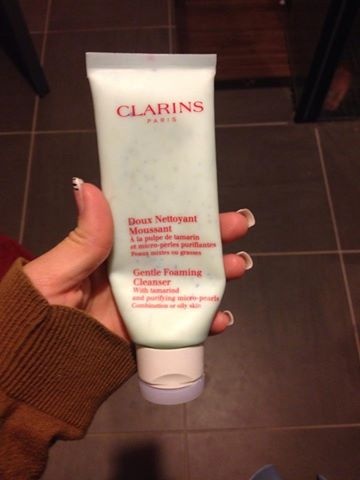 CLARINS
PARIS
Doux Nettoyant
Moussant
À la pulpe de tamarin
et micro-perles purifiantes
Peaux mixtes ou grasses
Gentle Foaming
Cleanser
With tamarind
and purifying micro-pearls
Combination or oily skin